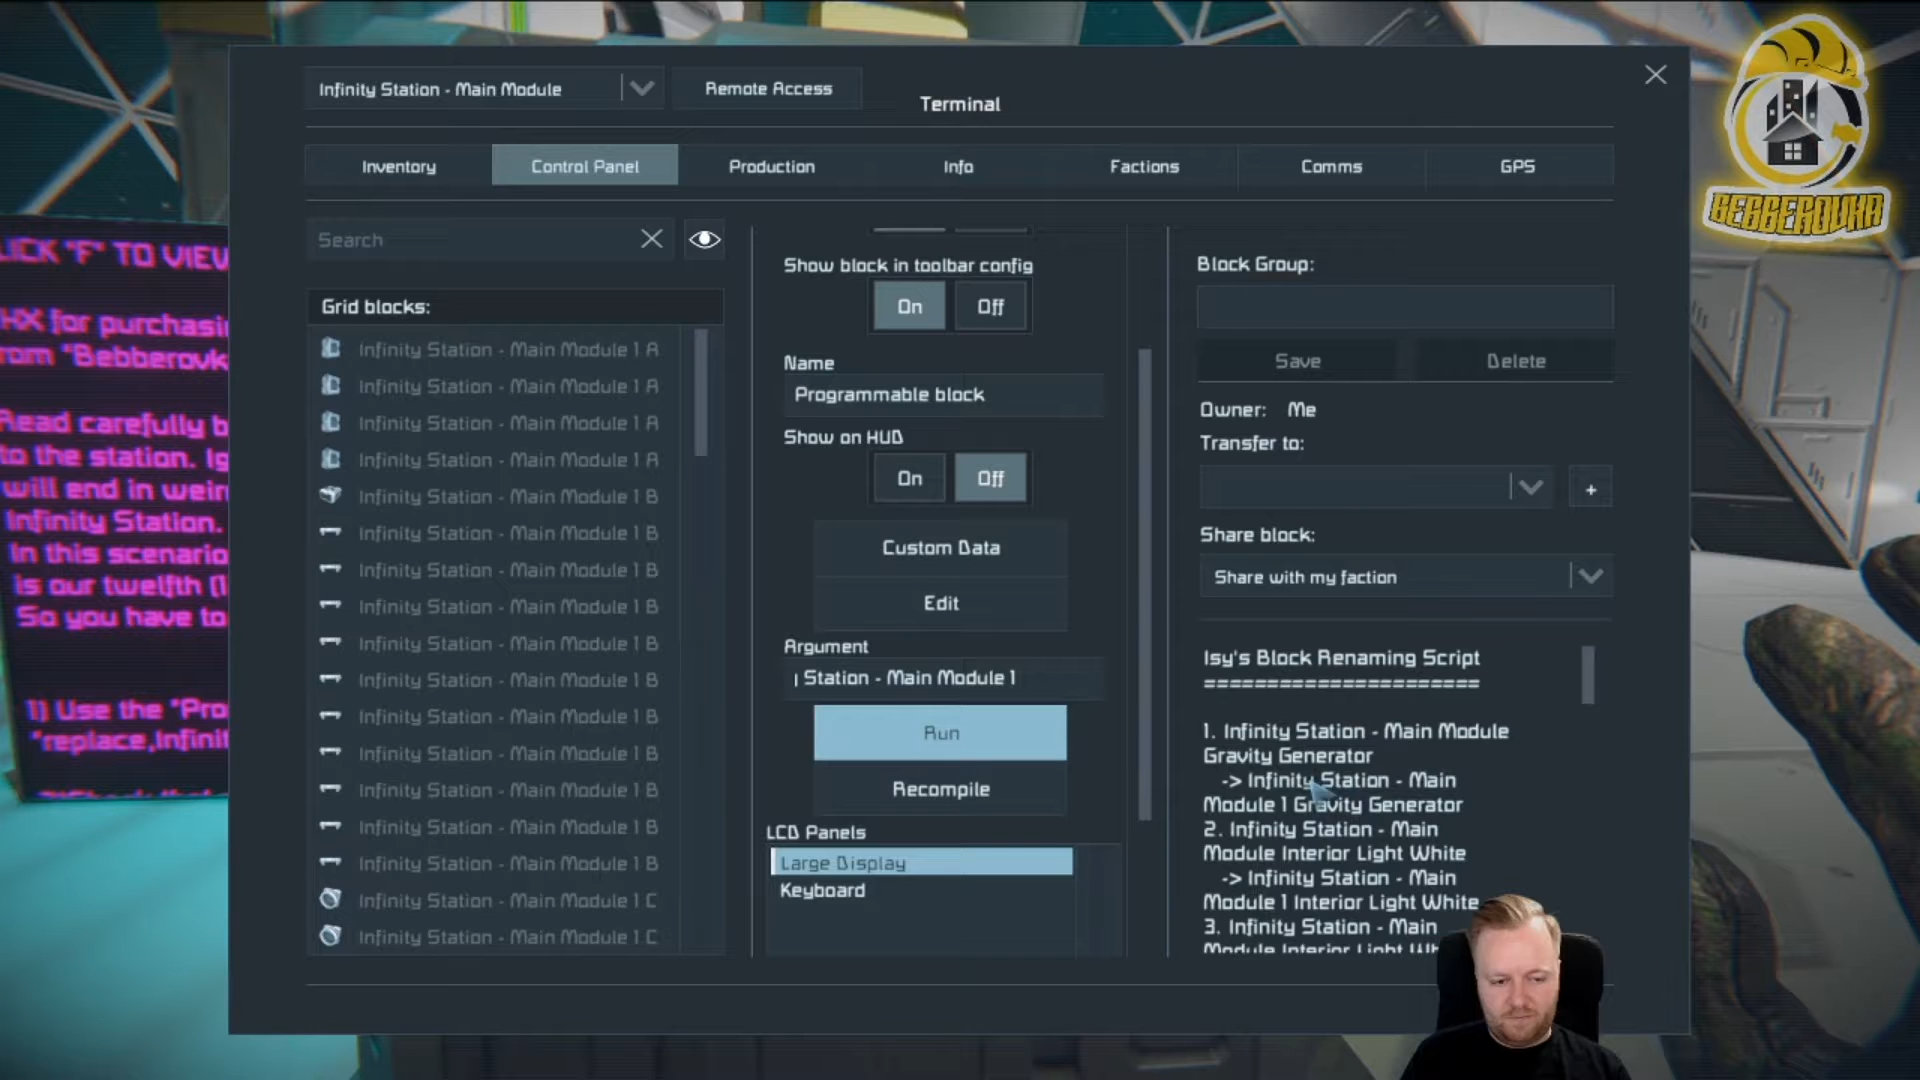 Infinity Station - Main Module
Remote Access
Terminal
Inventory
Control Panel
Production
Info
Factions
Comms
GPS
Search
Grid blocks:
Infinity Station - Main Module 1 A
Infinity Station - Main Module 1 A
Infinity Station - Main Module 1 A
Infinity Station - Main Module 1 A
Infinity Station - Main Module 1 B
Infinity Station - Main Module 1 B
Infinity Station - Main Module 1 B
Infinity Station - Main Module 1 B
Infinity Station - Main Module 1 B
Infinity Station - Main Module 1 B
Infinity Station - Main Module 1 B
Infinity Station - Main Module 1 B
Infinity Station - Main Module 1 B
Infinity Station - Main Module 1 B
Infinity Station - Main Module 1 B
Infinity Station - Main Module 1 C
Infinity Station - Main Module 1 C
Show block in toolbar config
On Off
Name
Programmable block
Show on HUD
On Off
Custom Data
Edit
Argument
Station - Main Module 1
Run
Recompile
LCD Panels
Large Display
Keyboard
Block Group:
Save
Delete
Owner: Me
Transfer to:
+
Share block:
Share with my faction
Isy's Block Renaming Script
======================
1. Infinity Station - Main Module
Gravity Generator
-> Infinity Station - Main
Module 1 Gravity Generator
2. Infinity Station - Main
Module Interior Light White
-> Infinity Station - Main
Module 1 Interior Light White
3. Infinity Station - Main
Module Interior Light
"F" TO VIEW
for purchasin
"Bebberovk
Read carefully b
to the station.
will end in
Infinity Station.
In this scenario
is our twelfth (1
So you have to
1) Use the "Pro
"replace,Infinit
BEBBEROVKA